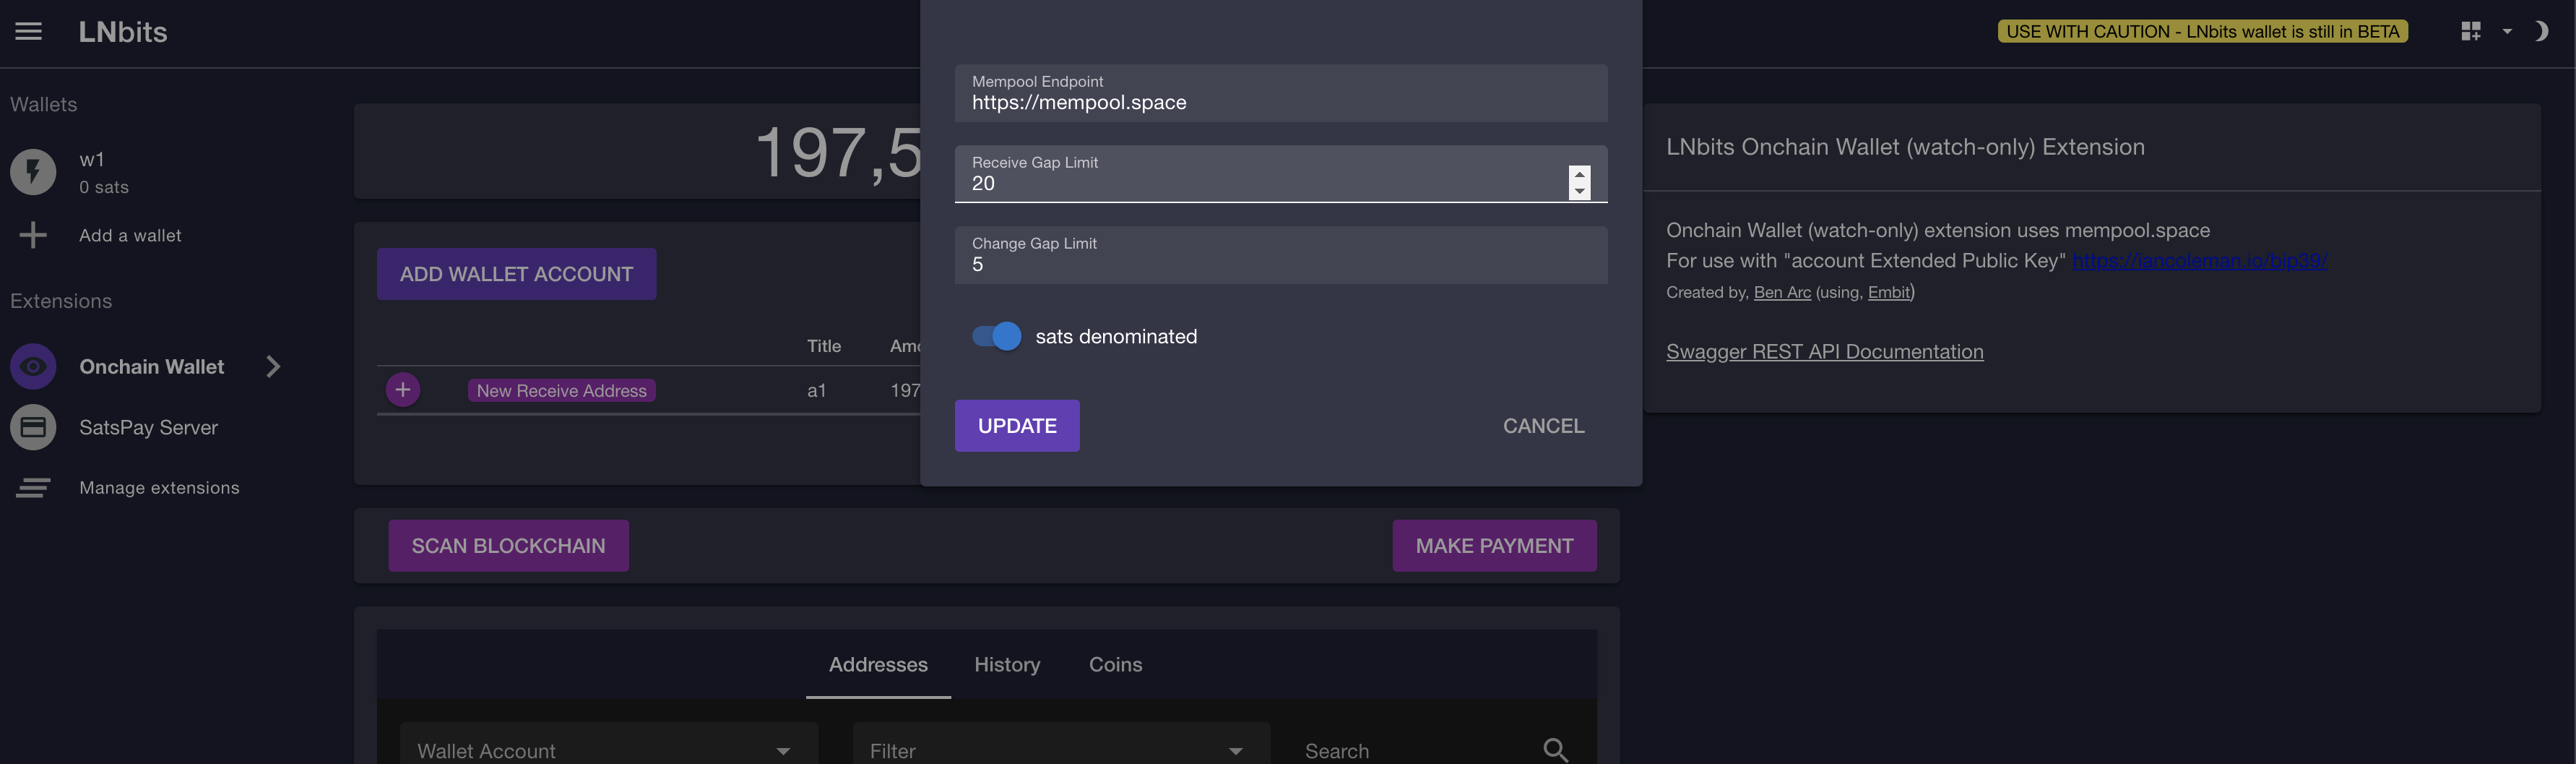 LNbits
USE WITH CAUTION - LNbits wallet is still in BETA
Wallets
w1
0 sats
Add a wallet
Extensions
Onchain Wallet
SatsPay Server
Manage extensions
197,5
ADD WALLET ACCOUNT
Title
New Receive Address a1 197
SCAN BLOCKCHAIN
MAKE PAYMENT
Addresses History Coins
Wallet Account Filter Search
Mempool Endpoint
https://mempool.space
Receive Gap Limit
20
Change Gap Limit
5
sats denominated
UPDATE CANCEL
LNbits Onchain Wallet (watch-only) Extension
Onchain Wallet (watch-only) extension uses mempool.space
For use with "account Extended Public Key" https://iancoleman.io/bip39/
Created by, Ben Arc (using, Embit)
Swagger REST API Documentation